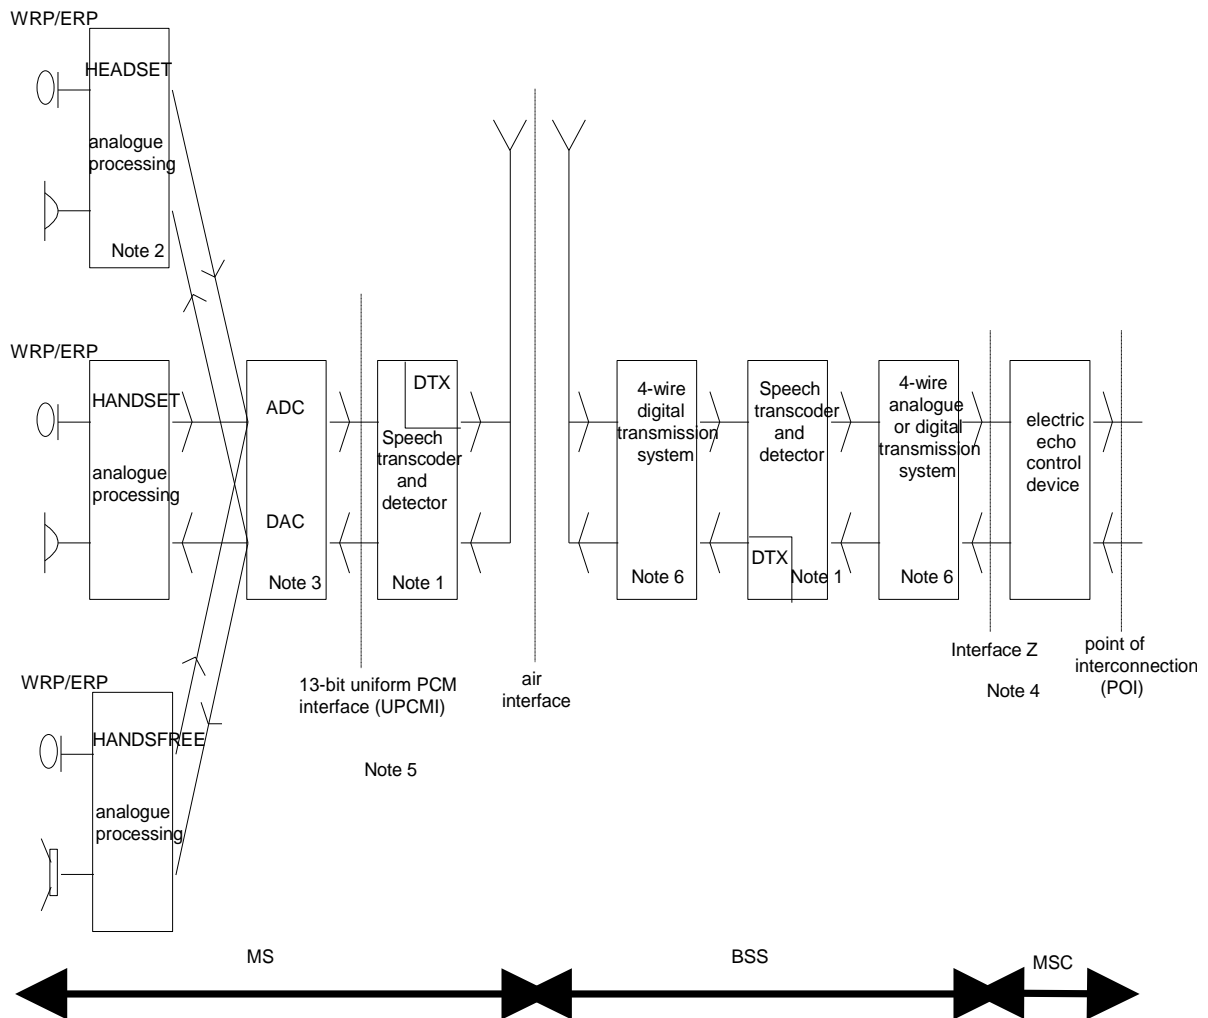 WRP/ERP
HEADSET
analogue
processing
Note 2
WRP/ERP
HANDSET
analogue
processing
ADC
DAC
Note 3
DTX
Speech
transcoder
and
detector
Note 1
4-wire
digital
transmission
system
Note 6
Speech
transcoder
and
detector
DTX
Note 1
4-wire
analogue
or digital
transmission
system
Note 6
electric
echo
control
device
13-bit uniform PCM
interface (UPCMI)
Note 5
air
interface
Interface Z
Note 4
point of
interconnection
(POI)
WRP/ERP
HANDSFREE
analogue
processing
MS
BSS
MSC